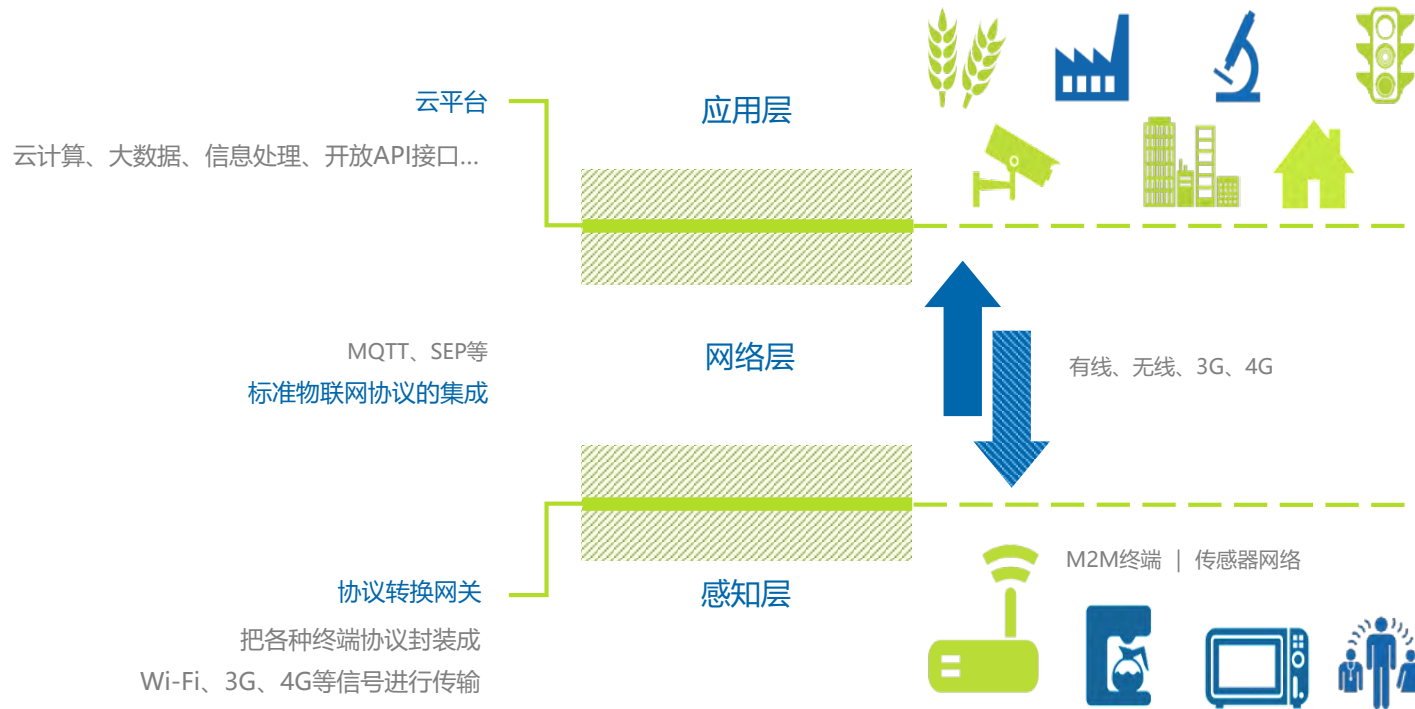 云平台
应用层
云计算、大数据、信息处理、开放API接口...
MQTT、SEP等
网络层
有线、无线、3G、4G
标准物联网协议的集成
M2M终端 | 传感器网络
协议转换网关
感知层
把各种终端协议封装成
Wi-Fi、3G、4G等信号进行传输